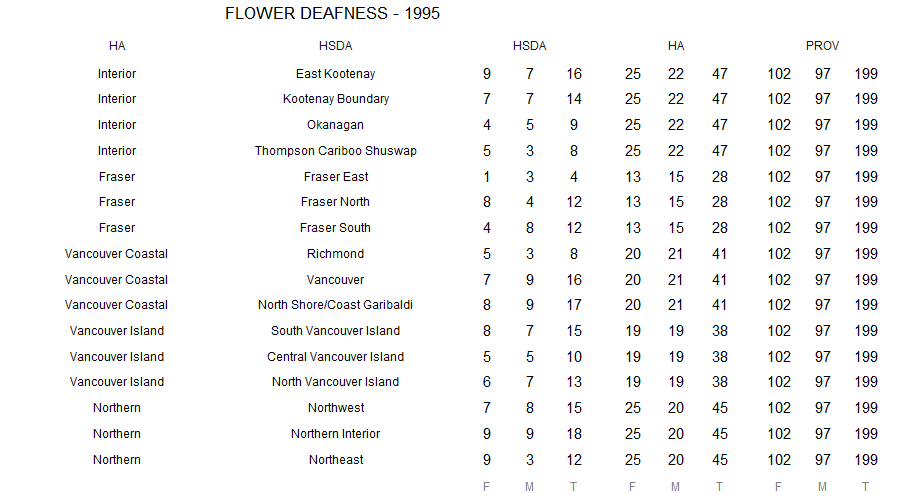 FLOWER DEAFNESS - 1995
HA HSDA HSDA HA PROV
Interior East Kootenay 9 7 16 25 22 47 102 97 199
Interior Kootenay Boundary 7 7 14 25 22 47 102 97 199
Interior Okanagan 4 5 9 25 22 47 102 97 199
Interior Thompson Cariboo Shuswap 5 3 8 25 22 47 102 97 199
Fraser Fraser East 1 3 4 13 15 28 102 97 199
Fraser Fraser North 8 4 12 13 15 28 102 97 199
Fraser Fraser South 4 8 12 13 15 28 102 97 199
Vancouver Coastal Richmond 5 3 8 20 21 41 102 97 199
Vancouver Coastal Vancouver 7 9 16 20 21 41 102 97 199
Vancouver Coastal North Shore/Coast Garibaldi 8 9 17 20 21 41 102 97 199
Vancouver Island South Vancouver Island 8 7 15 19 19 38 102 97 199
Vancouver Island Central Vancouver Island 5 5 10 19 19 38 102 97 199
Vancouver Island North Vancouver Island 6 7 13 19 19 38 102 97 199
Northern Northwest 7 8 15 25 20 45 102 97 199
Northern Northern Interior 9 9 18 25 20 45 102 97 199
Northern Northeast 9 3 12 25 20 45 102 97 199
F M T F M T F M T